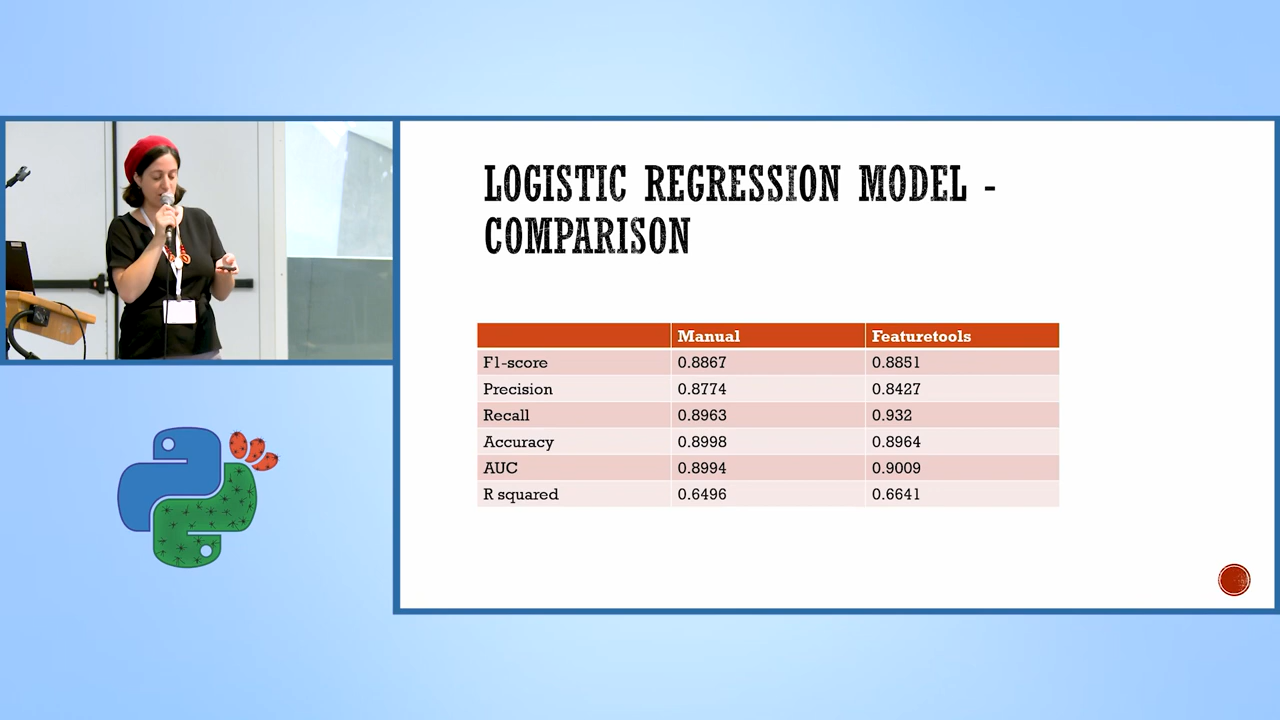 LOGISTIC REGRESSION MODEL -
COMPARISON
Manual Featuretools
F1-score 0.8867 0.8851
Precision 0.8774 0.8427
Recall 0.8963 0.932
Accuracy 0.8998 0.8964
AUC 0.8994 0.9009
R squared 0.6496 0.6641